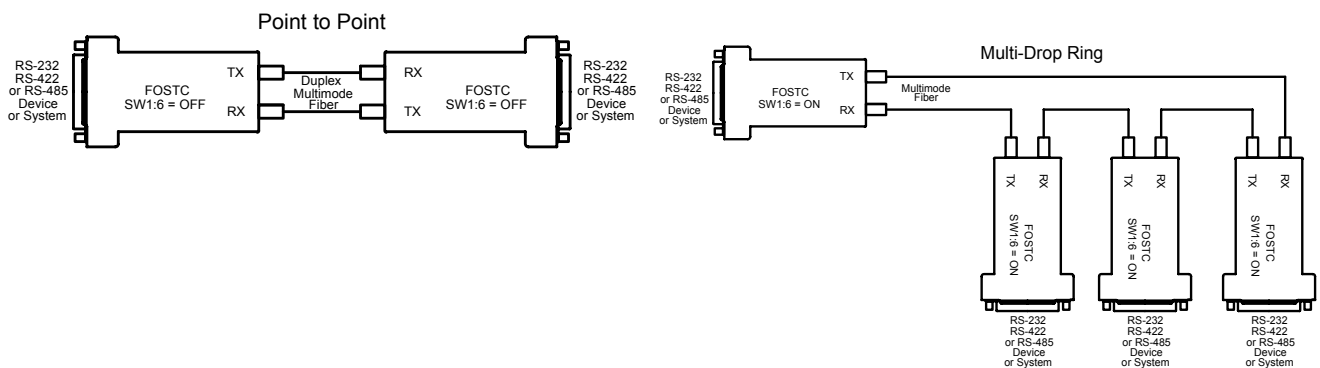 Point to Point
RS-232
RS-422
or RS-485
Device
or System
FOSTC
SW1:6 = OFF
TX
RX
Duplex
Multimode
Fiber
RX
TX
FOSTC
SW1:6 = OFF
RS-232
RS-422
or RS-485
Device
or System
Multi-Drop Ring
RS-232
RS-422
or RS-485
Device
or System
FOSTC
SW1:6 = ON
TX
RX
Multimode
Fiber
TX
RX
FOSTC
SW1:6 = ON
RS-232
RS-422
or RS-485
Device
or System
TX
RX
FOSTC
SW1:6 = ON
RS-232
RS-422
or RS-485
Device
or System
TX
RX
FOSTC
SW1:6 = ON
RS-232
RS-422
or RS-485
Device
or System